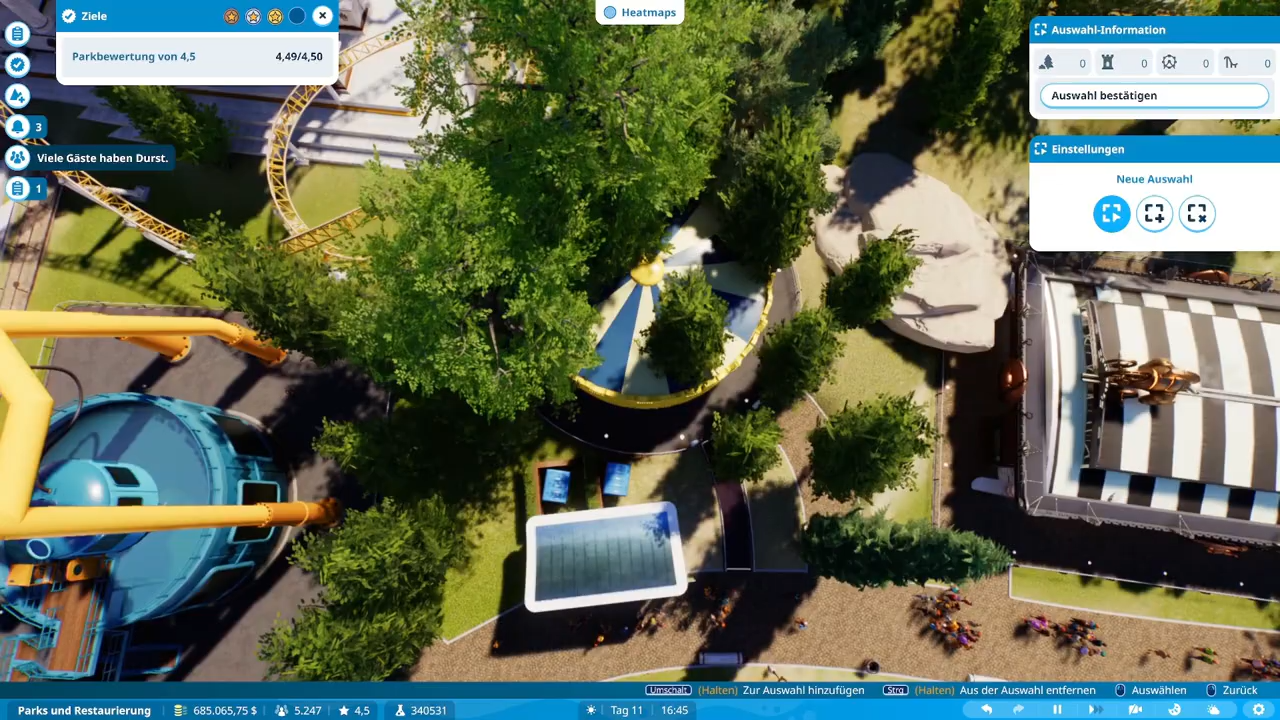 Ziele
Parkbewertung von 4,5 4,49/4,50
Heatmaps
Auswahl-Information
0 0 0 0
Auswahl bestätigen
Einstellungen
Neue Auswahl
3
Viele Gäste haben Durst.
1
Umschalt (Halten) Zur Auswahl hinzufügen Strg (Halten) Aus der Auswahl entfernen Auswählen Zurück
Parks und Restaurierung 685.065,75 $ 5.247 4,5 340531 Tag 11 16:45